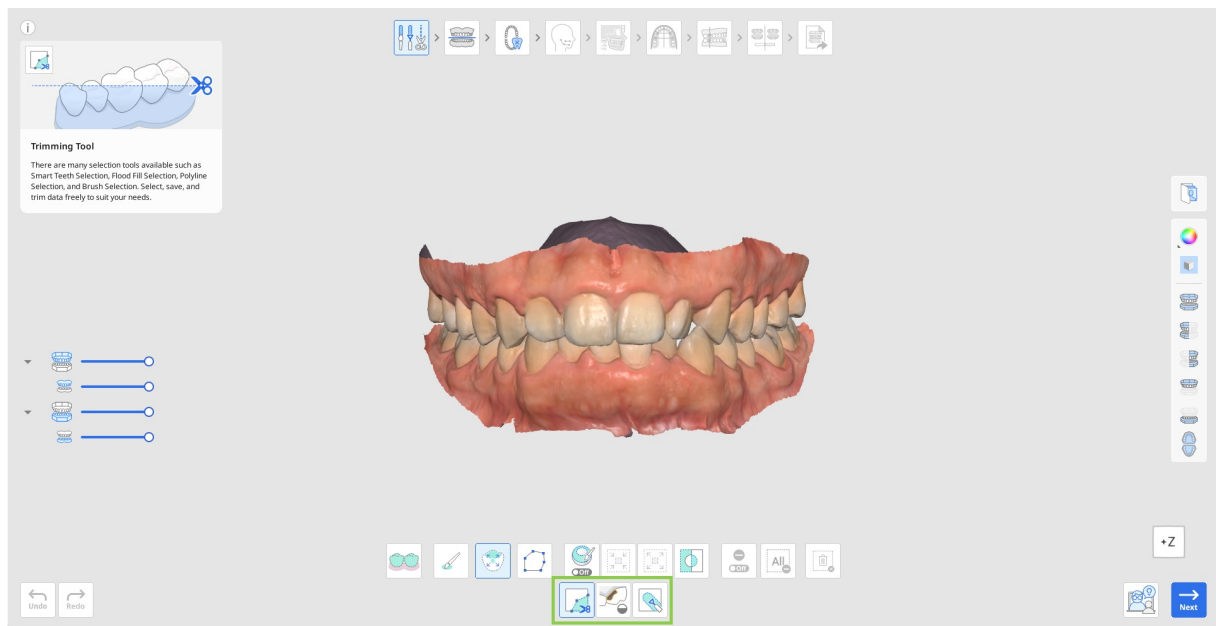 Trimming Tool
There are many selection tools available such as
Smart Teeth Selection, Flood Fill Selection, Polyline
Selection, and Brush Selection. Select, save, and
trim data freely to suit your needs.
+Z
Off
Off
All
Undo
Redo
Next